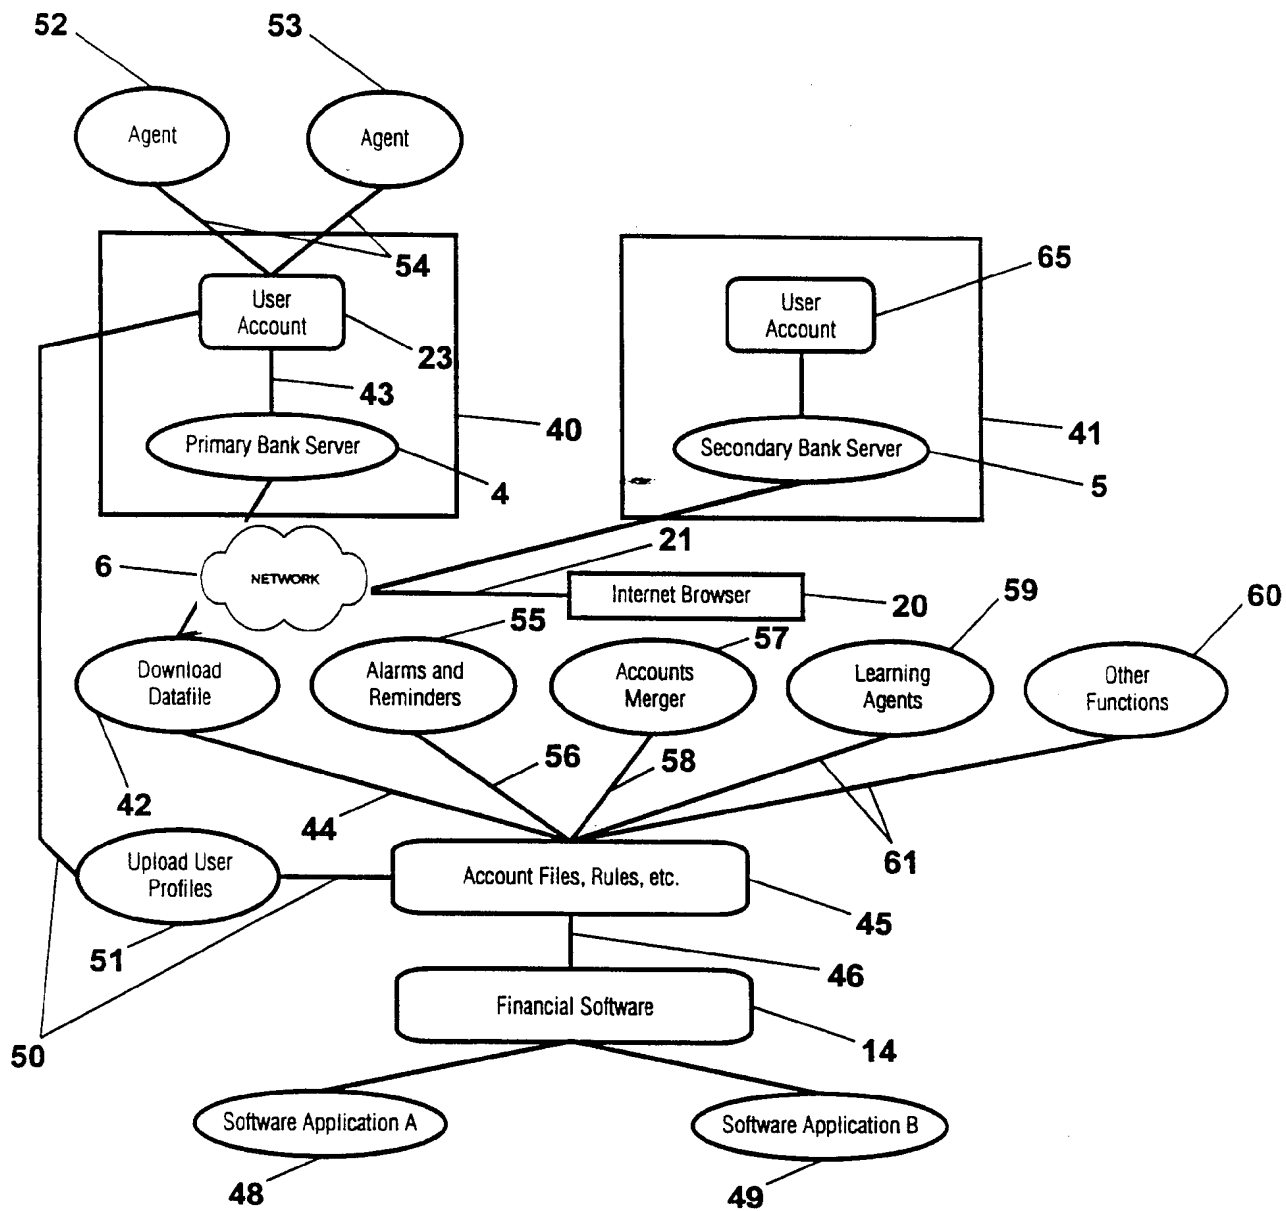 52
53
Agent
Agent
54
65
User
Account
User
Account
23
43
40
41
Primary Bank Server
Secondary Bank Server
4
5
21
6
NETWORK
Internet Browser
20
59
60
55
57
Download
Datafile
Alarms and
Reminders
Accounts
Merger
Learning
Agents
Other
Functions
56
58
42
44
61
Upload User
Profiles
Account Files, Rules, etc.
45
51
46
Financial Software
50
14
Software Application A
Software Application B
48
49